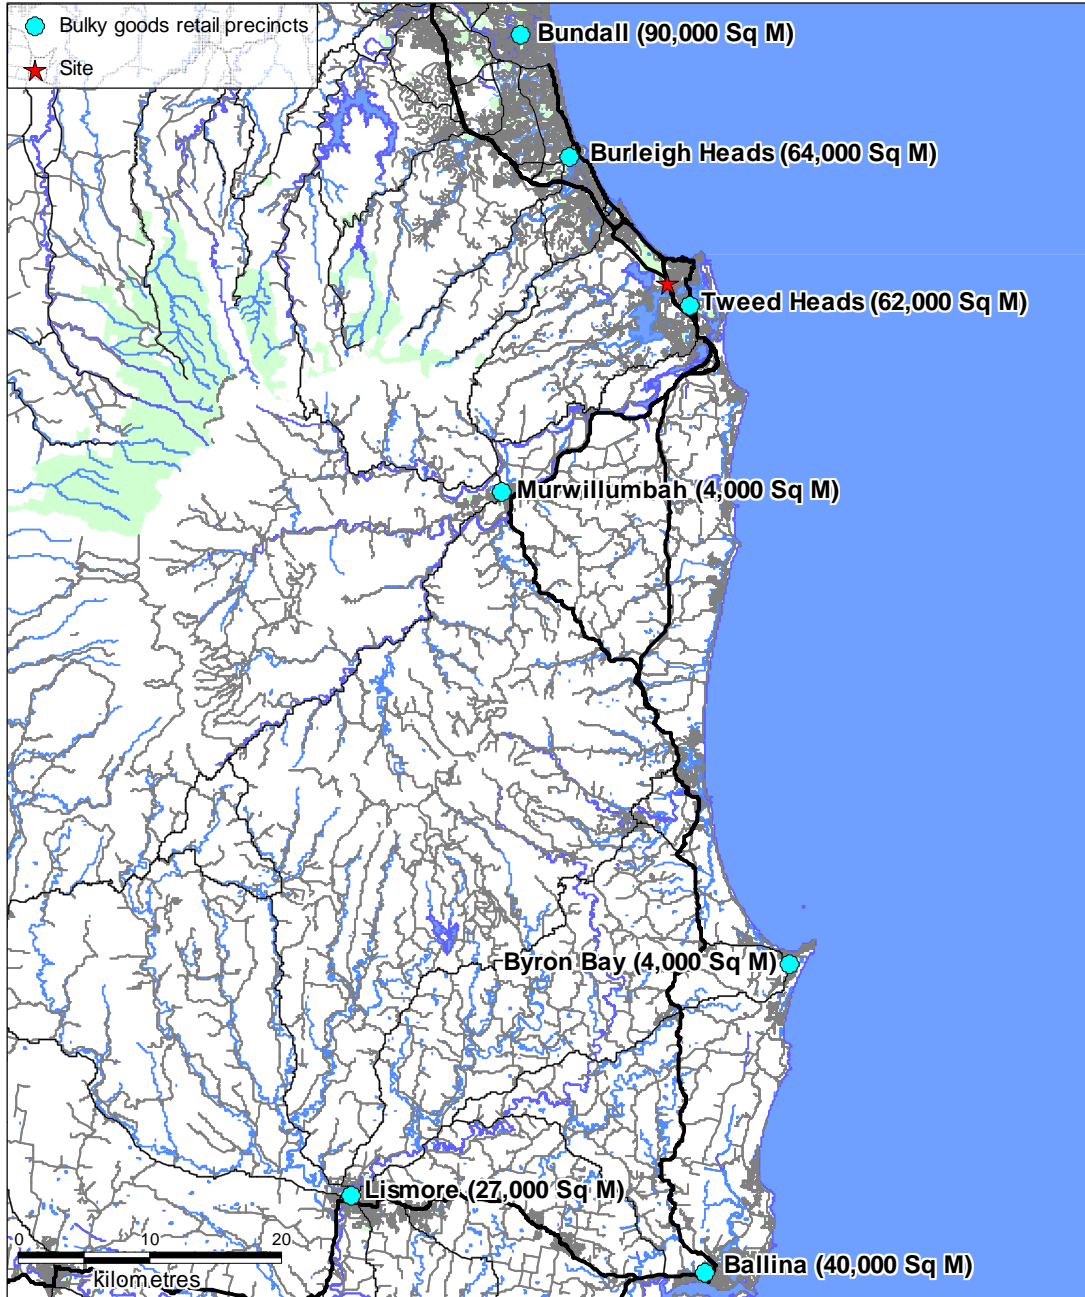 Bulky goods retail precincts
Site
Bundall (90,000 Sq M)
Burleigh Heads (64,000 Sq M)
Tweed Heads (62,000 Sq M)
Murwillumbah (4,000 Sq M)
Byron Bay (4,000 Sq M)
Lismore (27,000 Sq M)
0 10 20
kilometres
Ballina (40,000 Sq M)